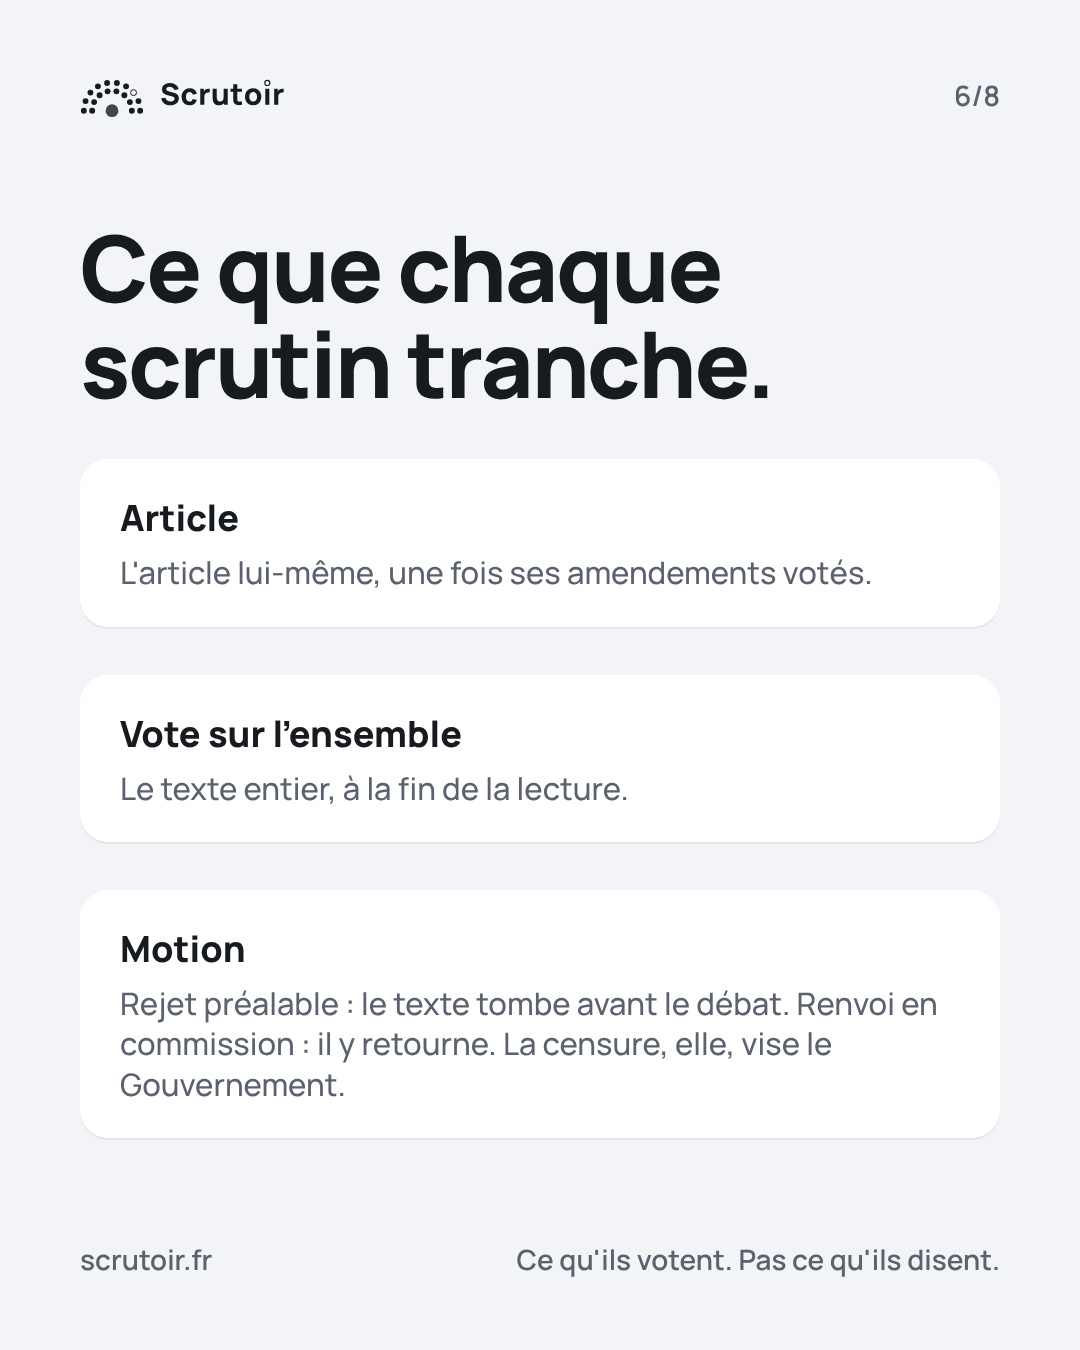 Scrutoir
6/8
Ce que chaque
scrutin tranche.
Article
L'article lui-même, une fois ses amendements votés.
Vote sur l’ensemble
Le texte entier, à la fin de la lecture.
Motion
Rejet préalable : le texte tombe avant le débat. Renvoi en
commission : il y retourne. La censure, elle, vise le
Gouvernement.
scrutoir.fr
Ce qu'ils votent. Pas ce qu'ils disent.